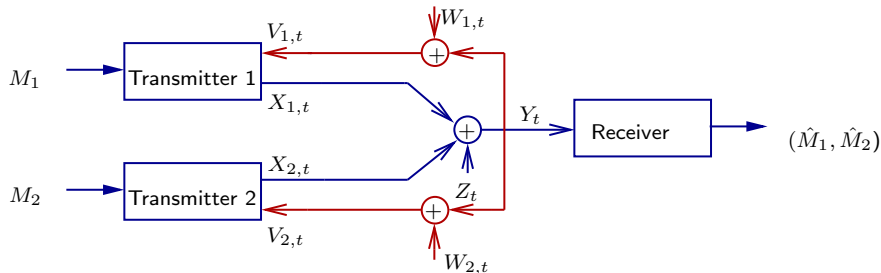 W_{1,t}
V_{1,t}
+
M_1
Transmitter 1
X_{1,t}
+
Y_t
Receiver
(\hat{M}_1, \hat{M}_2)
X_{2,t}
Z_t
M_2
Transmitter 2
+
V_{2,t}
W_{2,t}